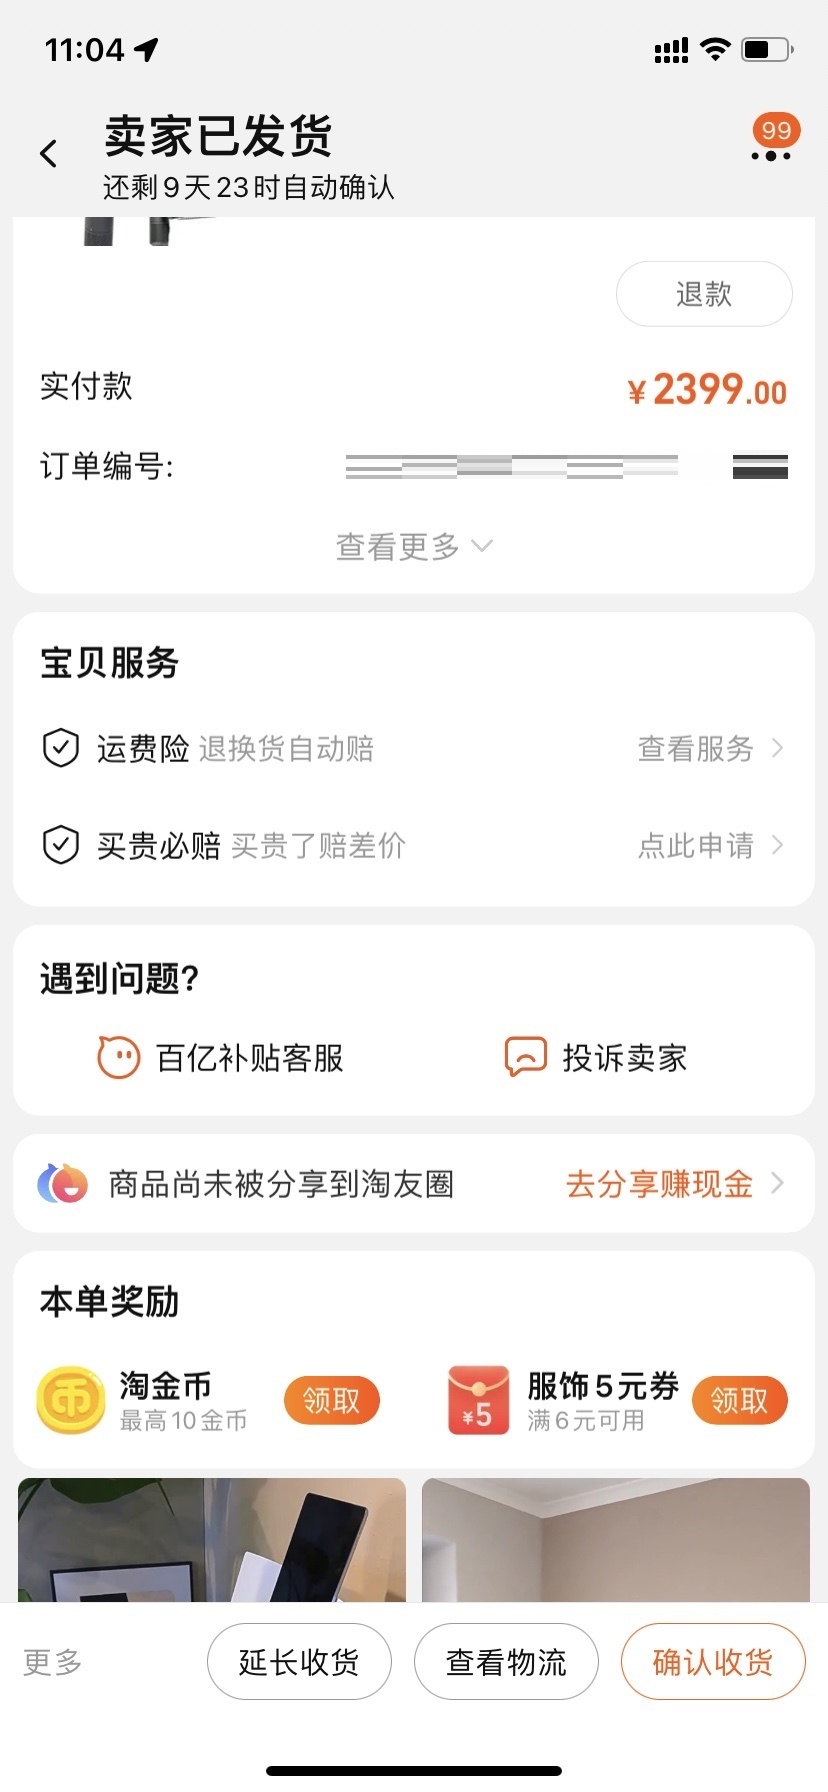 11:04
卖家已发货
99
还剩9天23时自动确认
退款
实付款
¥2399.00
订单编号:
查看更多
宝贝服务
运费险 退换货自动赔 查看服务
买贵必赔 买贵了赔差价 点此申请
遇到问题?
百亿补贴客服 投诉卖家
商品尚未被分享到淘友圈 去分享赚现金
本单奖励
币 淘金币 领取 ¥5 服饰5元券 领取
最高10金币 满6元可用
更多 延长收货 查看物流 确认收货